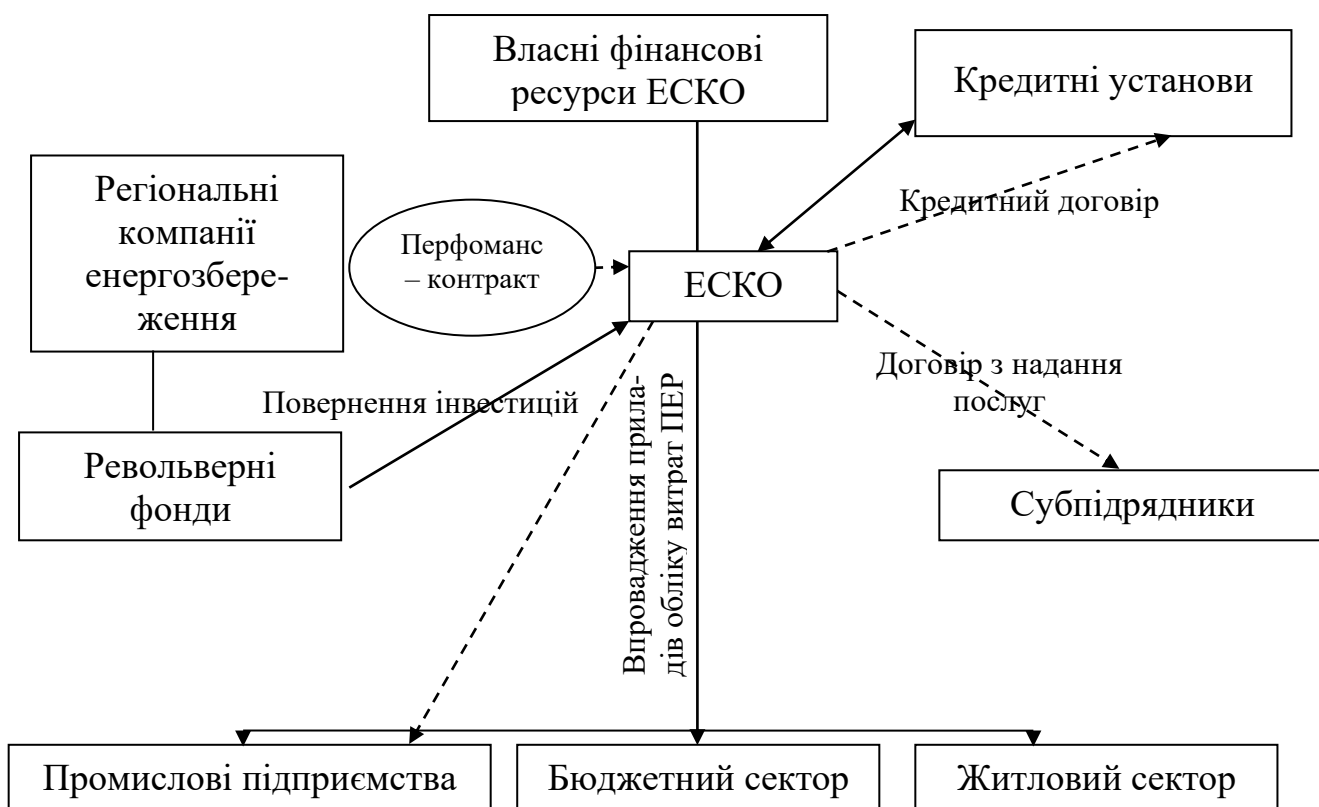 Власні фінансові
ресурси ЕСКО
Кредитні установи
Регіональні
компанії
енергозбере-
ження
Перфоманс
– контракт
Кредитний договір
ЕСКО
Договір з надання
послуг
Повернення інвестицій
Впровадження прила-
дів обліку витрат ПЕР
Револьверні
фонди
Субпідрядники
Промислові підприємства
Бюджетний сектор
Житловий сектор